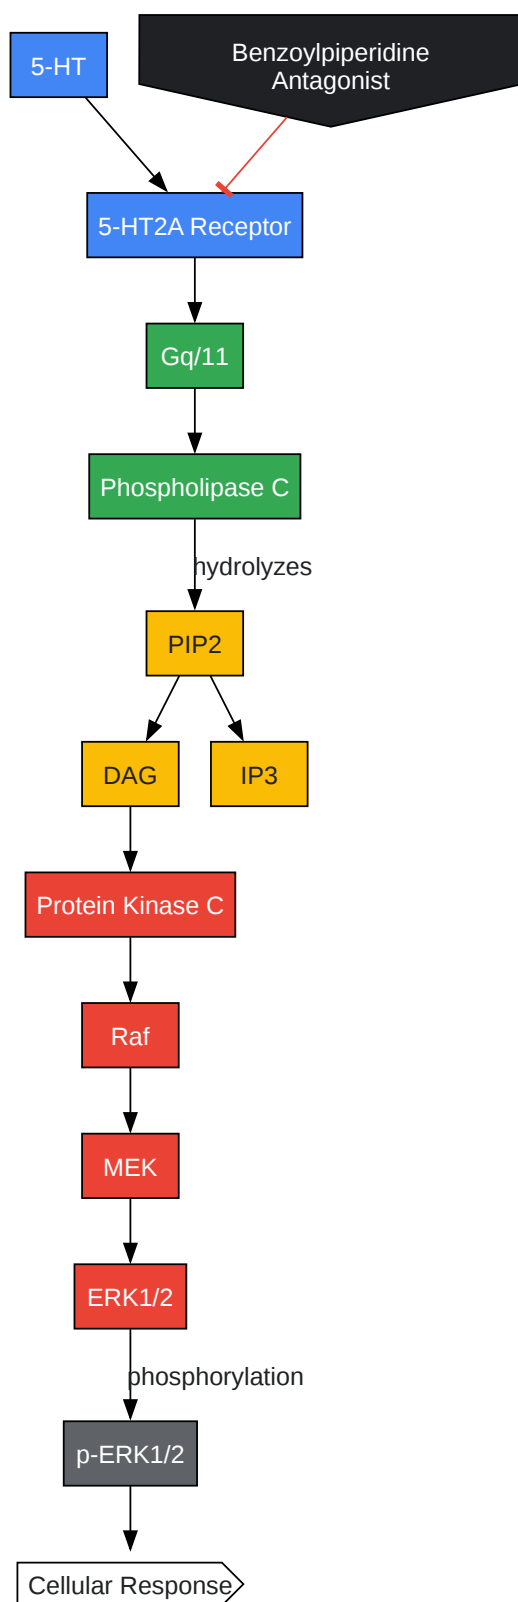 5-HT
Benzoylpiperidine
Antagonist
5-HT2A Receptor
Gq/11
Phospholipase C
hydrolyzes
PIP2
DAG
IP3
Protein Kinase C
Raf
MEK
ERK1/2
phosphorylation
p-ERK1/2
Cellular Response